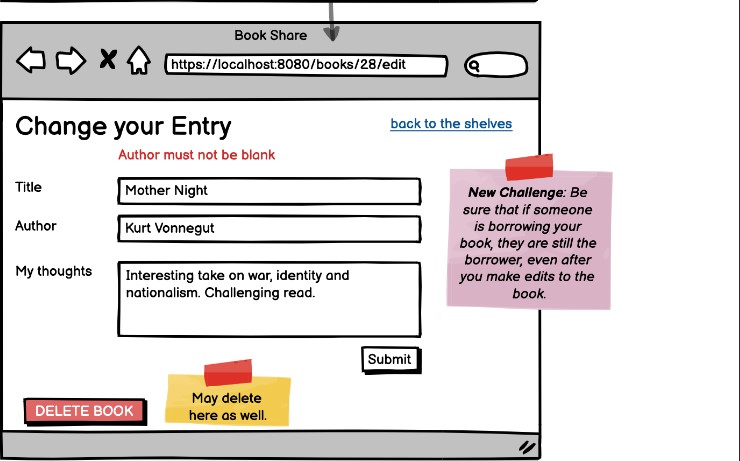 Book Share
https://localhost:8080/books/28/edit
Change your Entry
back to the shelves
Author must not be blank
Title
Mother Night
Author
Kurt Vonnegut
My thoughts
Interesting take on war, identity and
nationalism. Challenging read.
Submit
DELETE BOOK
May delete
here as well.
New Challenge: Be
sure that if someone
is borrowing your
book, they are still the
borrower, even after
you make edits to the
book.